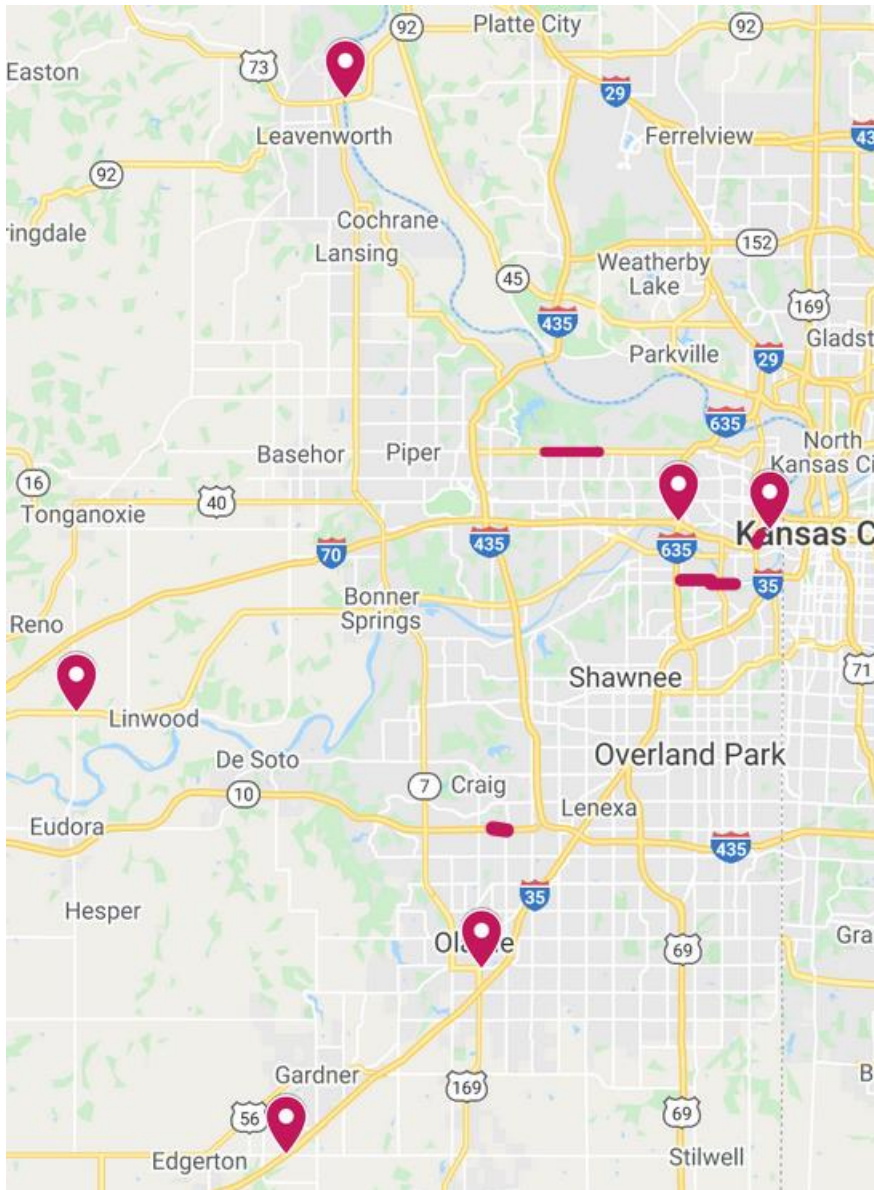 92
Platte City
92
Easton
73
29
Leavenworth
Ferrelview
92
ringdale
Cochrane
Lansing
152
Weatherby
Lake
45
169
435
Gladst
Parkville
29
635
North
Kansas Ci
Basehor
Piper
16
40
Tonganoxie
Kansas C
70
435
635
35
Bonner
Springs
Reno
Shawnee
71
Linwood
De Soto
Overland Park
7
Craig
10
Lenexa
Eudora
435
35
Hesper
Gra
69
Gardner
169
B
56
69
Edgerton
Stilwell